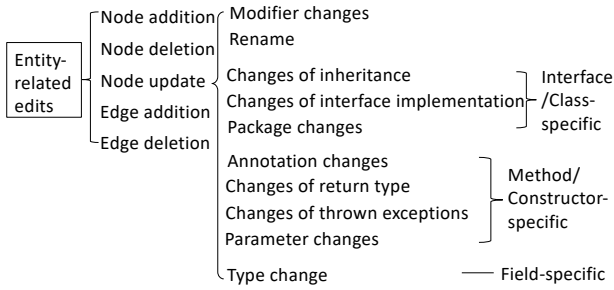 Entity-
related
edits
Node addition
Node deletion
Node update
Edge addition
Edge deletion
Modifier changes
Rename
Changes of inheritance
Changes of interface implementation
Package changes
Interface
/Class-
specific
Annotation changes
Changes of return type
Changes of thrown exceptions
Parameter changes
Method/
Constructor-
specific
Type change
Field-specific